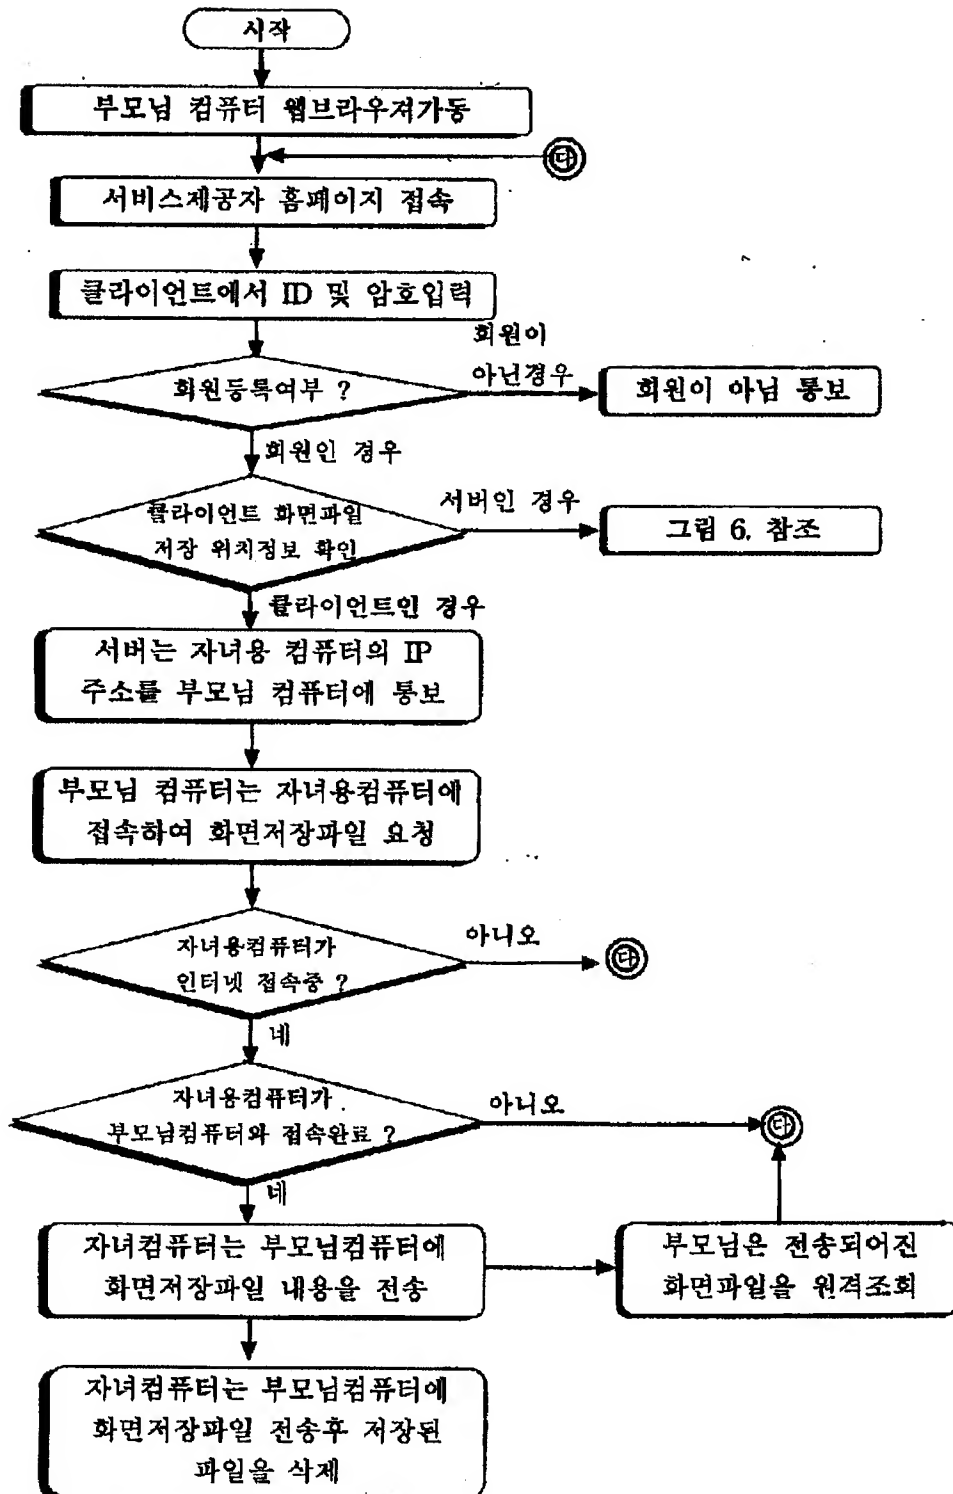 시작
부모님 컴퓨터 웹브라우져가동
다
서비스제공자 홈페이지 접속
클라이언트에서 ID 및 암호입력
회원이
아닌경우
회원등록여부 ?
회원이 아님 통보
회원인 경우
클라이언트 화면파일
저장 위치정보 확인
서버인 경우
그림 6. 참조
클라이언트인 경우
서버는 자녀용 컴퓨터의 IP
주소를 부모님 컴퓨터에 통보
부모님 컴퓨터는 자녀용컴퓨터에
접속하여 화면저장파일 요청
자녀용컴퓨터가
인터넷 접속중 ?
아니오
다
네
자녀용컴퓨터가
부모님컴퓨터와 접속완료 ?
아니오
다
네
자녀컴퓨터는 부모님컴퓨터에
화면저장파일 내용을 전송
부모님은 전송되어진
화면파일을 원격조회
자녀컴퓨터는 부모님컴퓨터에
화면저장파일 전송후 저장된
파일을 삭제